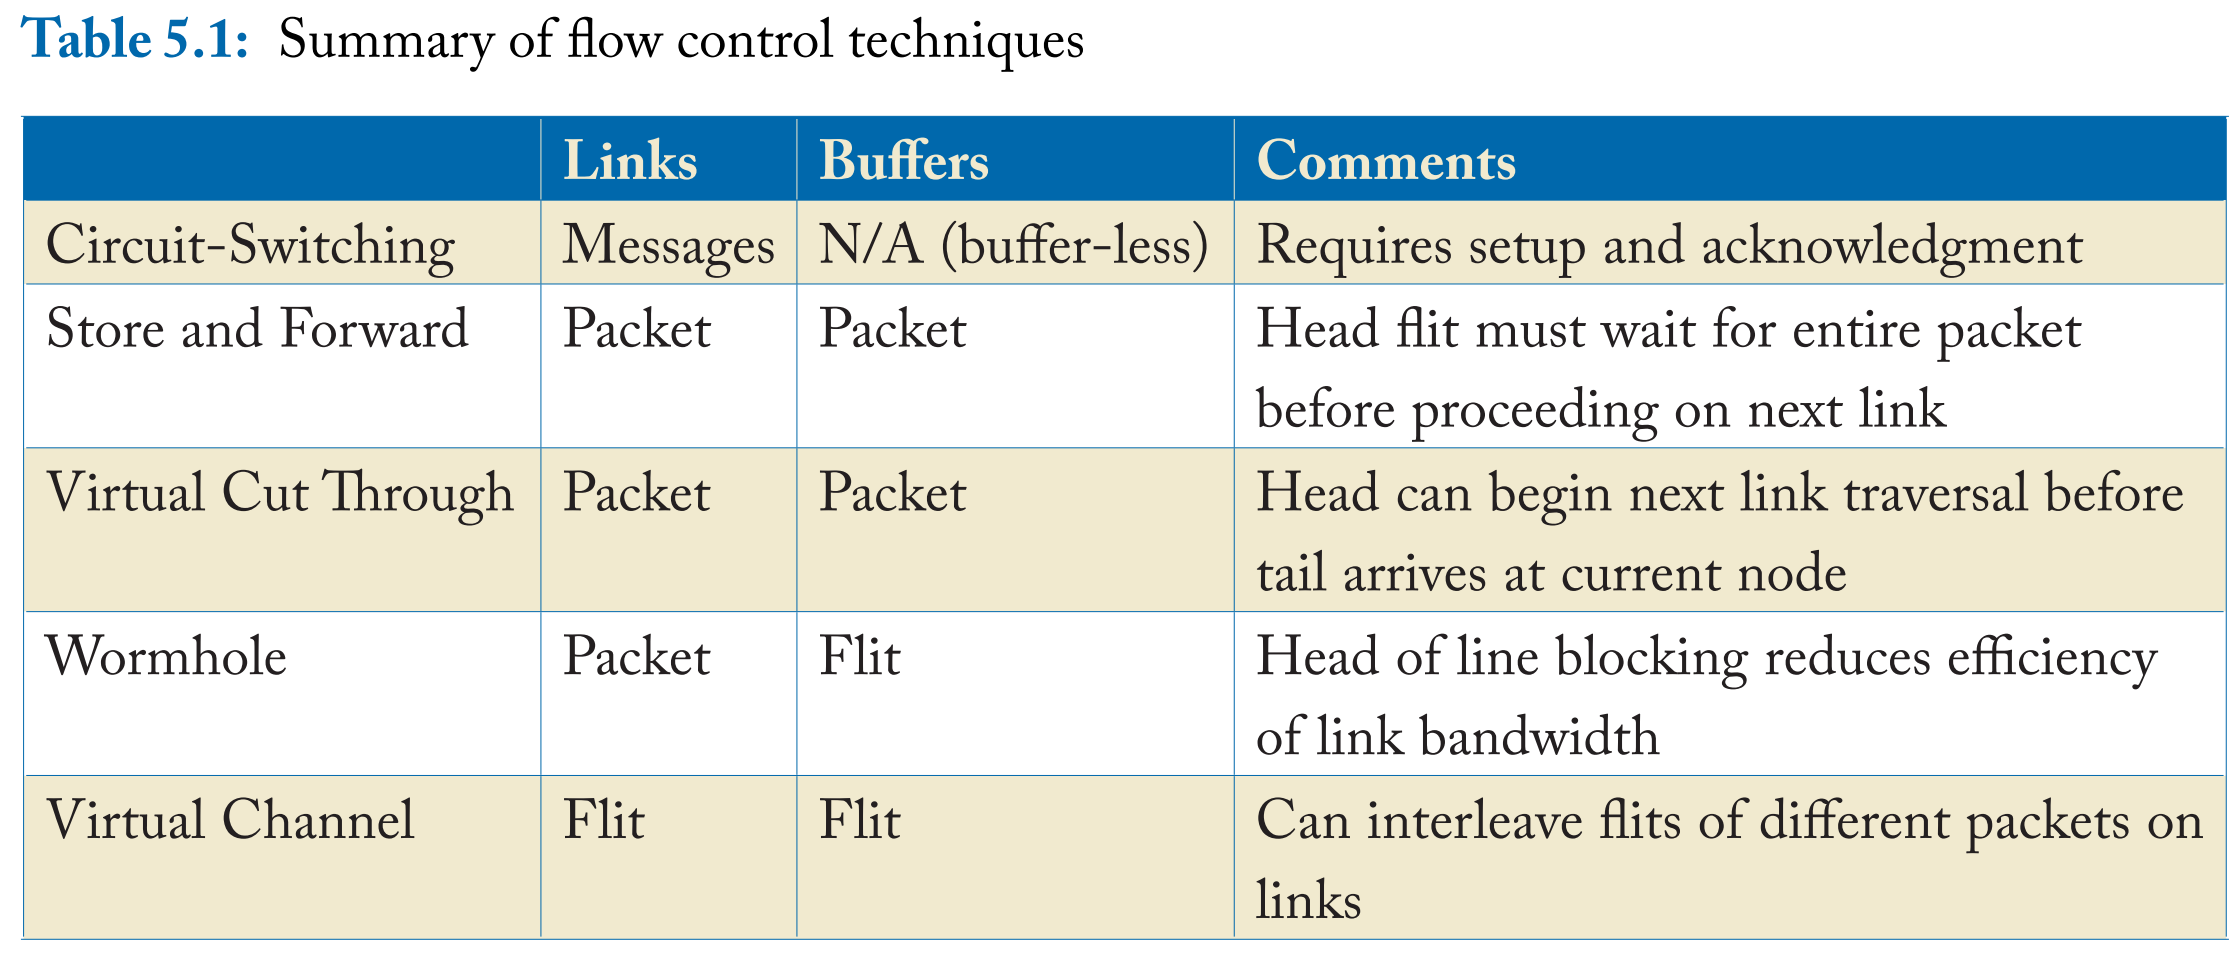 Table 5.1: Summary of flow control techniques
Links Buffers Comments
Circuit-Switching Messages N/A (buffer-less) Requires setup and acknowledgment
Store and Forward Packet Packet Head flit must wait for entire packet
before proceeding on next link
Virtual Cut Through Packet Packet Head can begin next link traversal before
tail arrives at current node
Wormhole Packet Flit Head of line blocking reduces efficiency
of link bandwidth
Virtual Channel Flit Flit Can interleave flits of different packets on
links